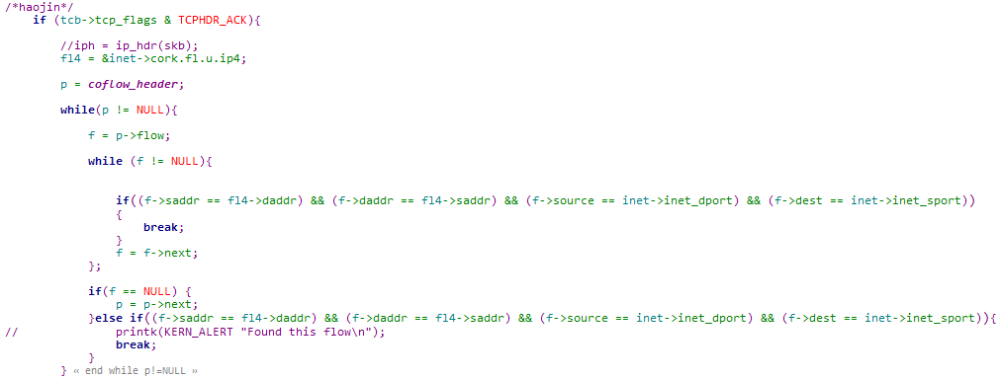 /*haojin*/
if (tcb->tcp_flags & TCPHDR_ACK){
//iph = ip_hdr(skb);
fl4 = &inet->cork.fl.u.ip4;
p = coflow_header;
while(p != NULL){
f = p->flow;
while (f != NULL){
if((f->saddr == fl4->daddr) && (f->daddr == fl4->saddr) && (f->source == inet->inet_dport) && (f->dest == inet->inet_sport))
{
break;
}
f = f->next;
};
if(f == NULL) {
p = p->next;
}else if((f->saddr == fl4->daddr) && (f->daddr == fl4->saddr) && (f->source == inet->inet_dport) && (f->dest == inet->inet_sport)){
// printk(KERN_ALERT "Found this flow\n");
break;
}
} « end while p!=NULL »